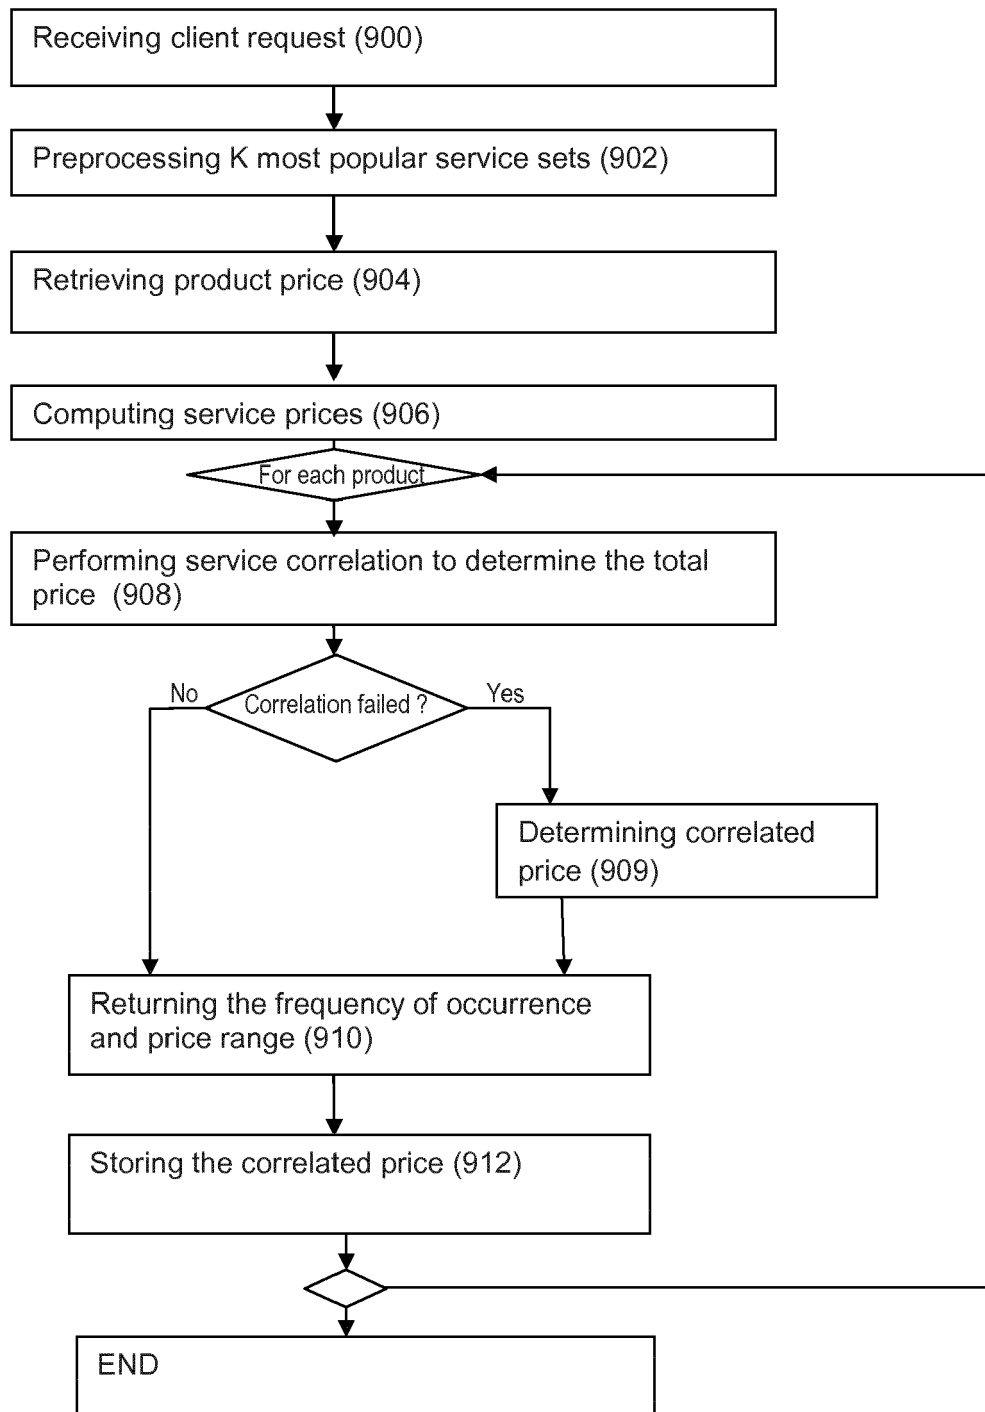 Receiving client request (900)
Preprocessing K most popular service sets (902)
Retrieving product price (904)
Computing service prices (906)
For each product
Performing service correlation to determine the total
price (908)
No
Correlation failed ?
Yes
Determining correlated
price (909)
Returning the frequency of occurrence
and price range (910)
Storing the correlated price (912)
END